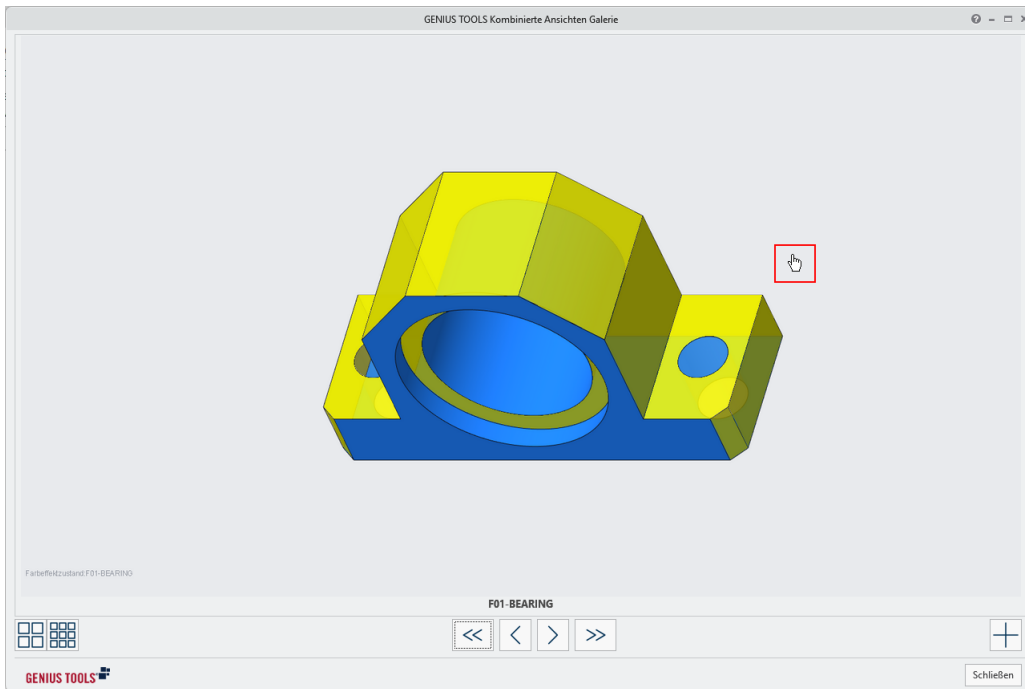 GENIUS TOOLS Kombinierte Ansichten Galerie
Farbeffektzustand:F01-BEARING
F01-BEARING
<< < > >>
GENIUS TOOLS
Schließen